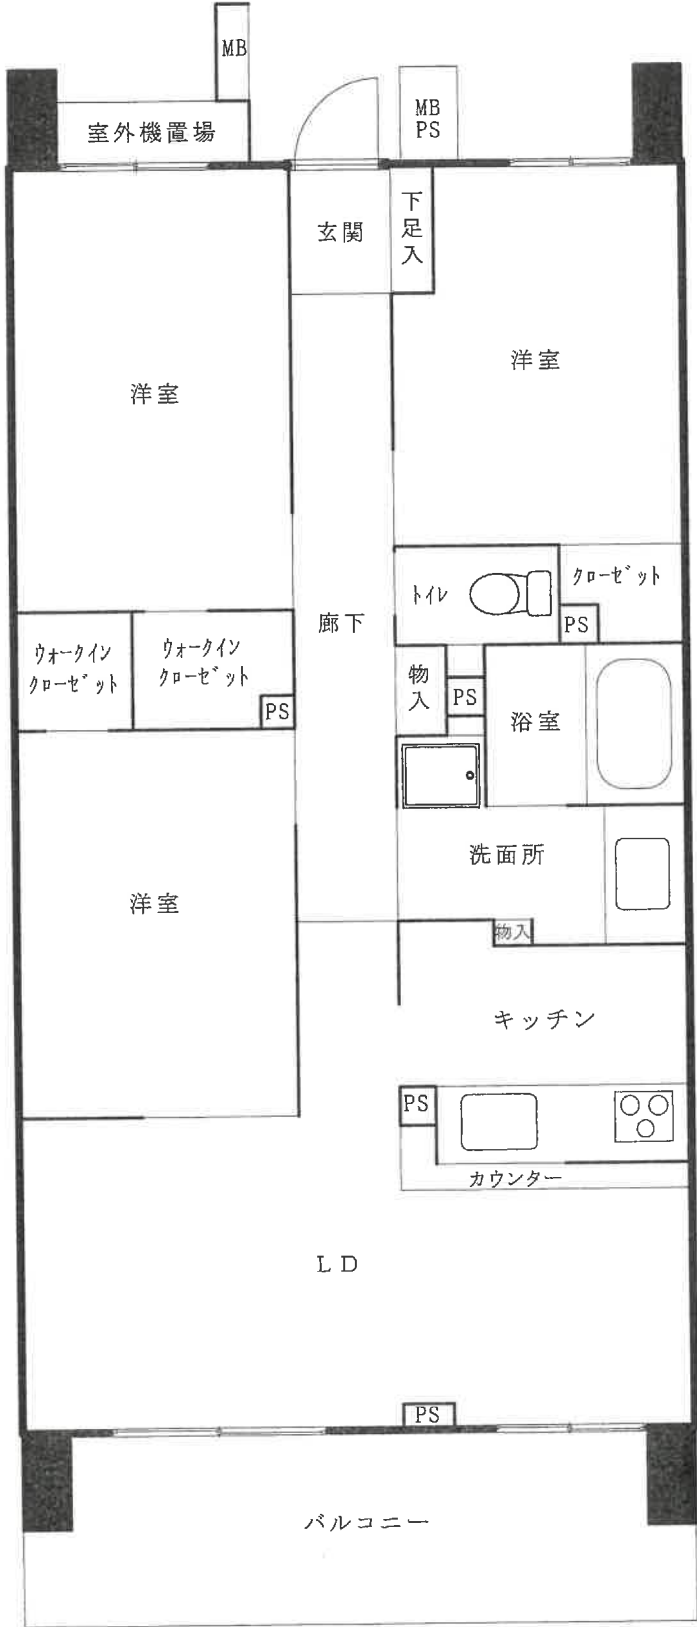 MB
室外機置場
MB
PS
玄関
下足入
洋室
洋室
トイレ
クローゼット
PS
廊下
ウォークイン
クローゼット
ウォークイン
クローゼット
PS
物入
PS
浴室
洗面所
洋室
物入
キッチン
PS
カウンター
LD
PS
バルコニー